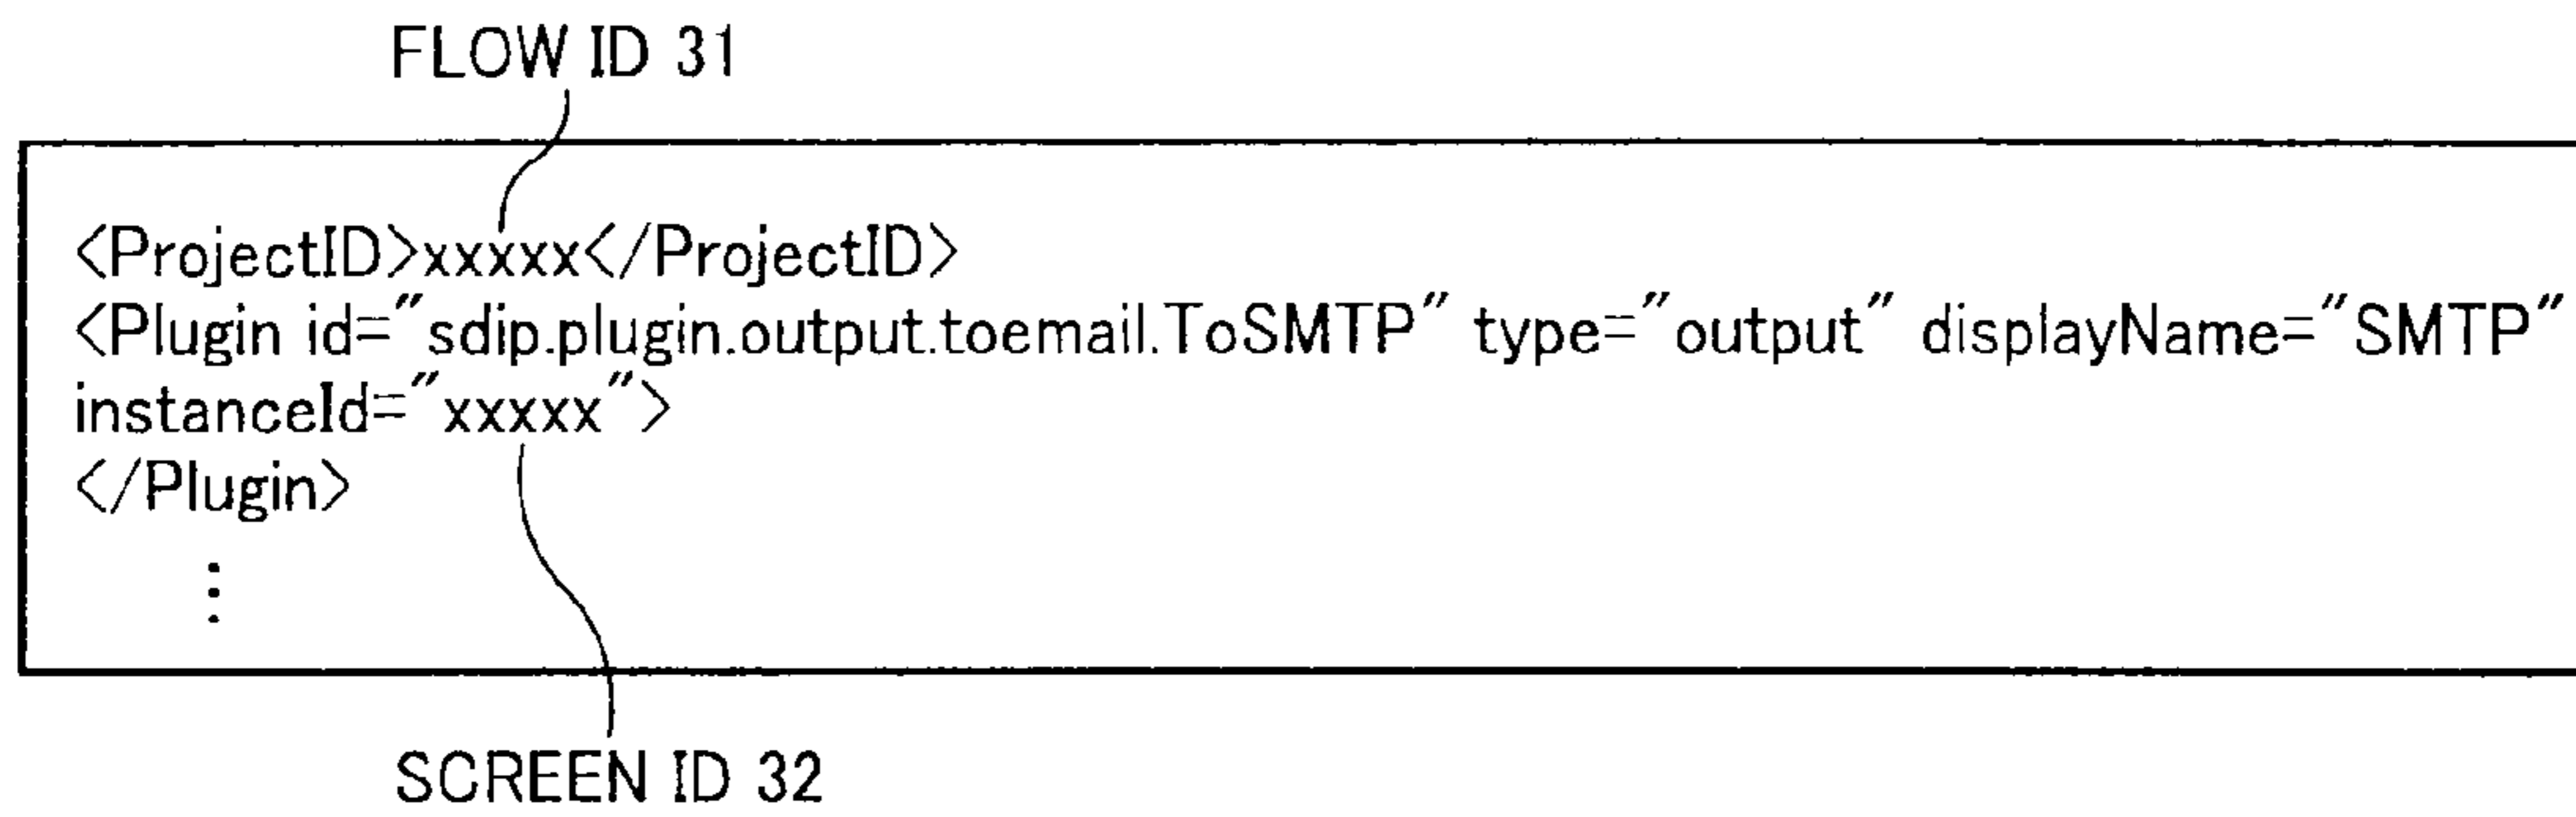 FLOW ID 31
<ProjectID>xxxxx</ProjectID>
<Plugin id="sdip.plugin.output.toemail.ToSMTP" type="output" displayName="SMTP"
instanceId="xxxxx">
</Plugin>
⋮
SCREEN ID 32